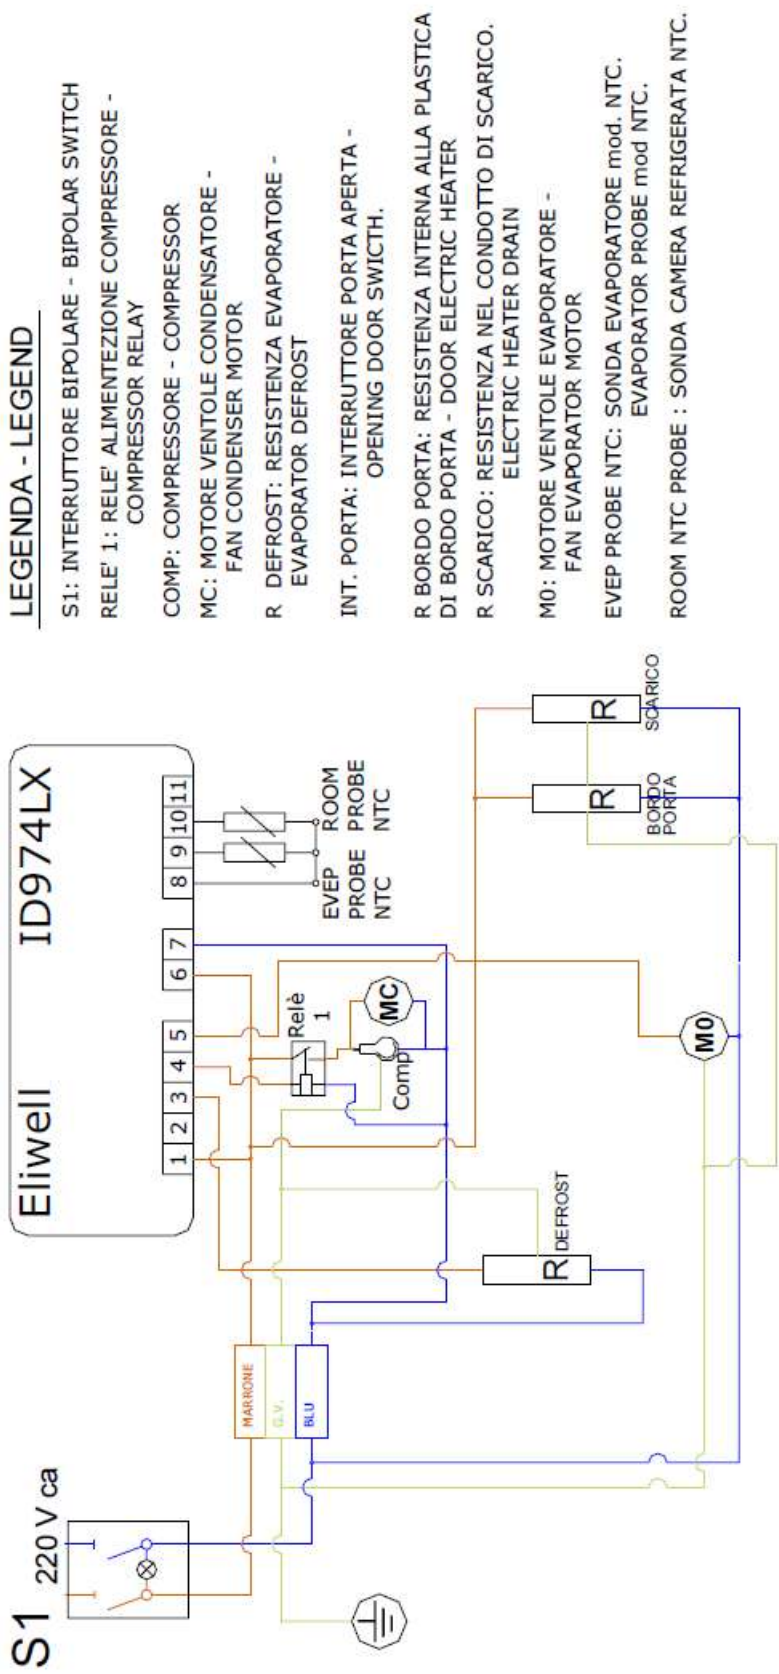 S1
220 V ca
Eliwell ID974LX
1 2 3 4 5 6 7 8 9 10 11
MARRONE
G.V.
BLU
Relè
1
Comp
MC
EVEP
PROBE
NTC
ROOM
PROBE
NTC
R
DEFROST
M0
R
BORDO
PORTA
R
SCARICO
LEGENDA - LEGEND
S1: INTERRUTTORE BIPOLARE - BIPOLAR SWITCH
RELE' 1: RELE' ALIMENTEZIONE COMPRESSORE -
COMPRESSOR RELAY
COMP: COMPRESSORE - COMPRESSOR
MC: MOTORE VENTOLE CONDENSATORE -
FAN CONDENSER MOTOR
R DEFROST: RESISTENZA EVAPORATORE -
EVAPORATOR DEFROST
INT. PORTA: INTERRUTTORE PORTA APERTA -
OPENING DOOR SWICTH.
R BORDO PORTA: RESISTENZA INTERNA ALLA PLASTICA
DI BORDO PORTA - DOOR ELECTRIC HEATER
R SCARICO: RESISTENZA NEL CONDOTTO DI SCARICO.
ELECTRIC HEATER DRAIN
M0: MOTORE VENTOLE EVAPORATORE -
FAN EVAPORATOR MOTOR
EVEP PROBE NTC: SONDA EVAPORATORE mod. NTC.
EVAPORATOR PROBE mod NTC.
ROOM NTC PROBE : SONDA CAMERA REFRIGERATA NTC.